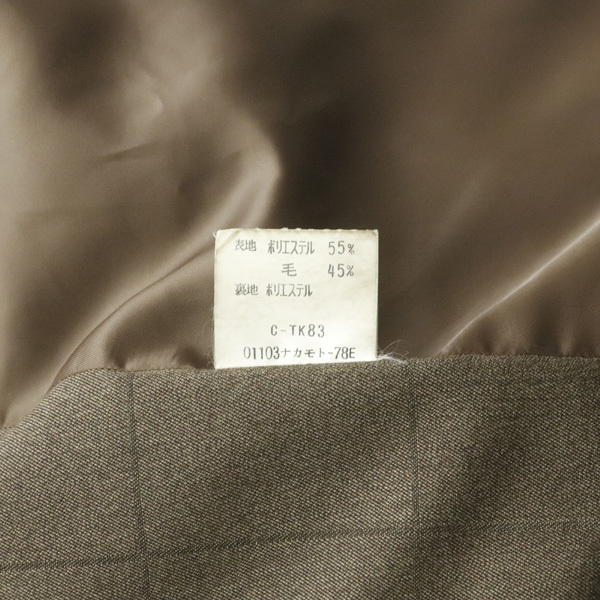 表地 ポリエステル 55%
毛 45%
裏地 ポリエステル
C-TK83
01103ナカモト-78E